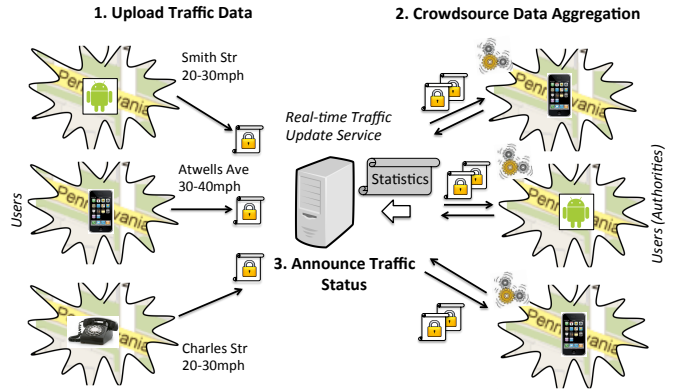 1. Upload Traffic Data
2. Crowdsource Data Aggregation
Smith Str
20-30mph
Real-time Traffic
Update Service
Atwells Ave
30-40mph
Statistics
Users
Users (Authorities)
3. Announce Traffic
Status
Charles Str
20-30mph